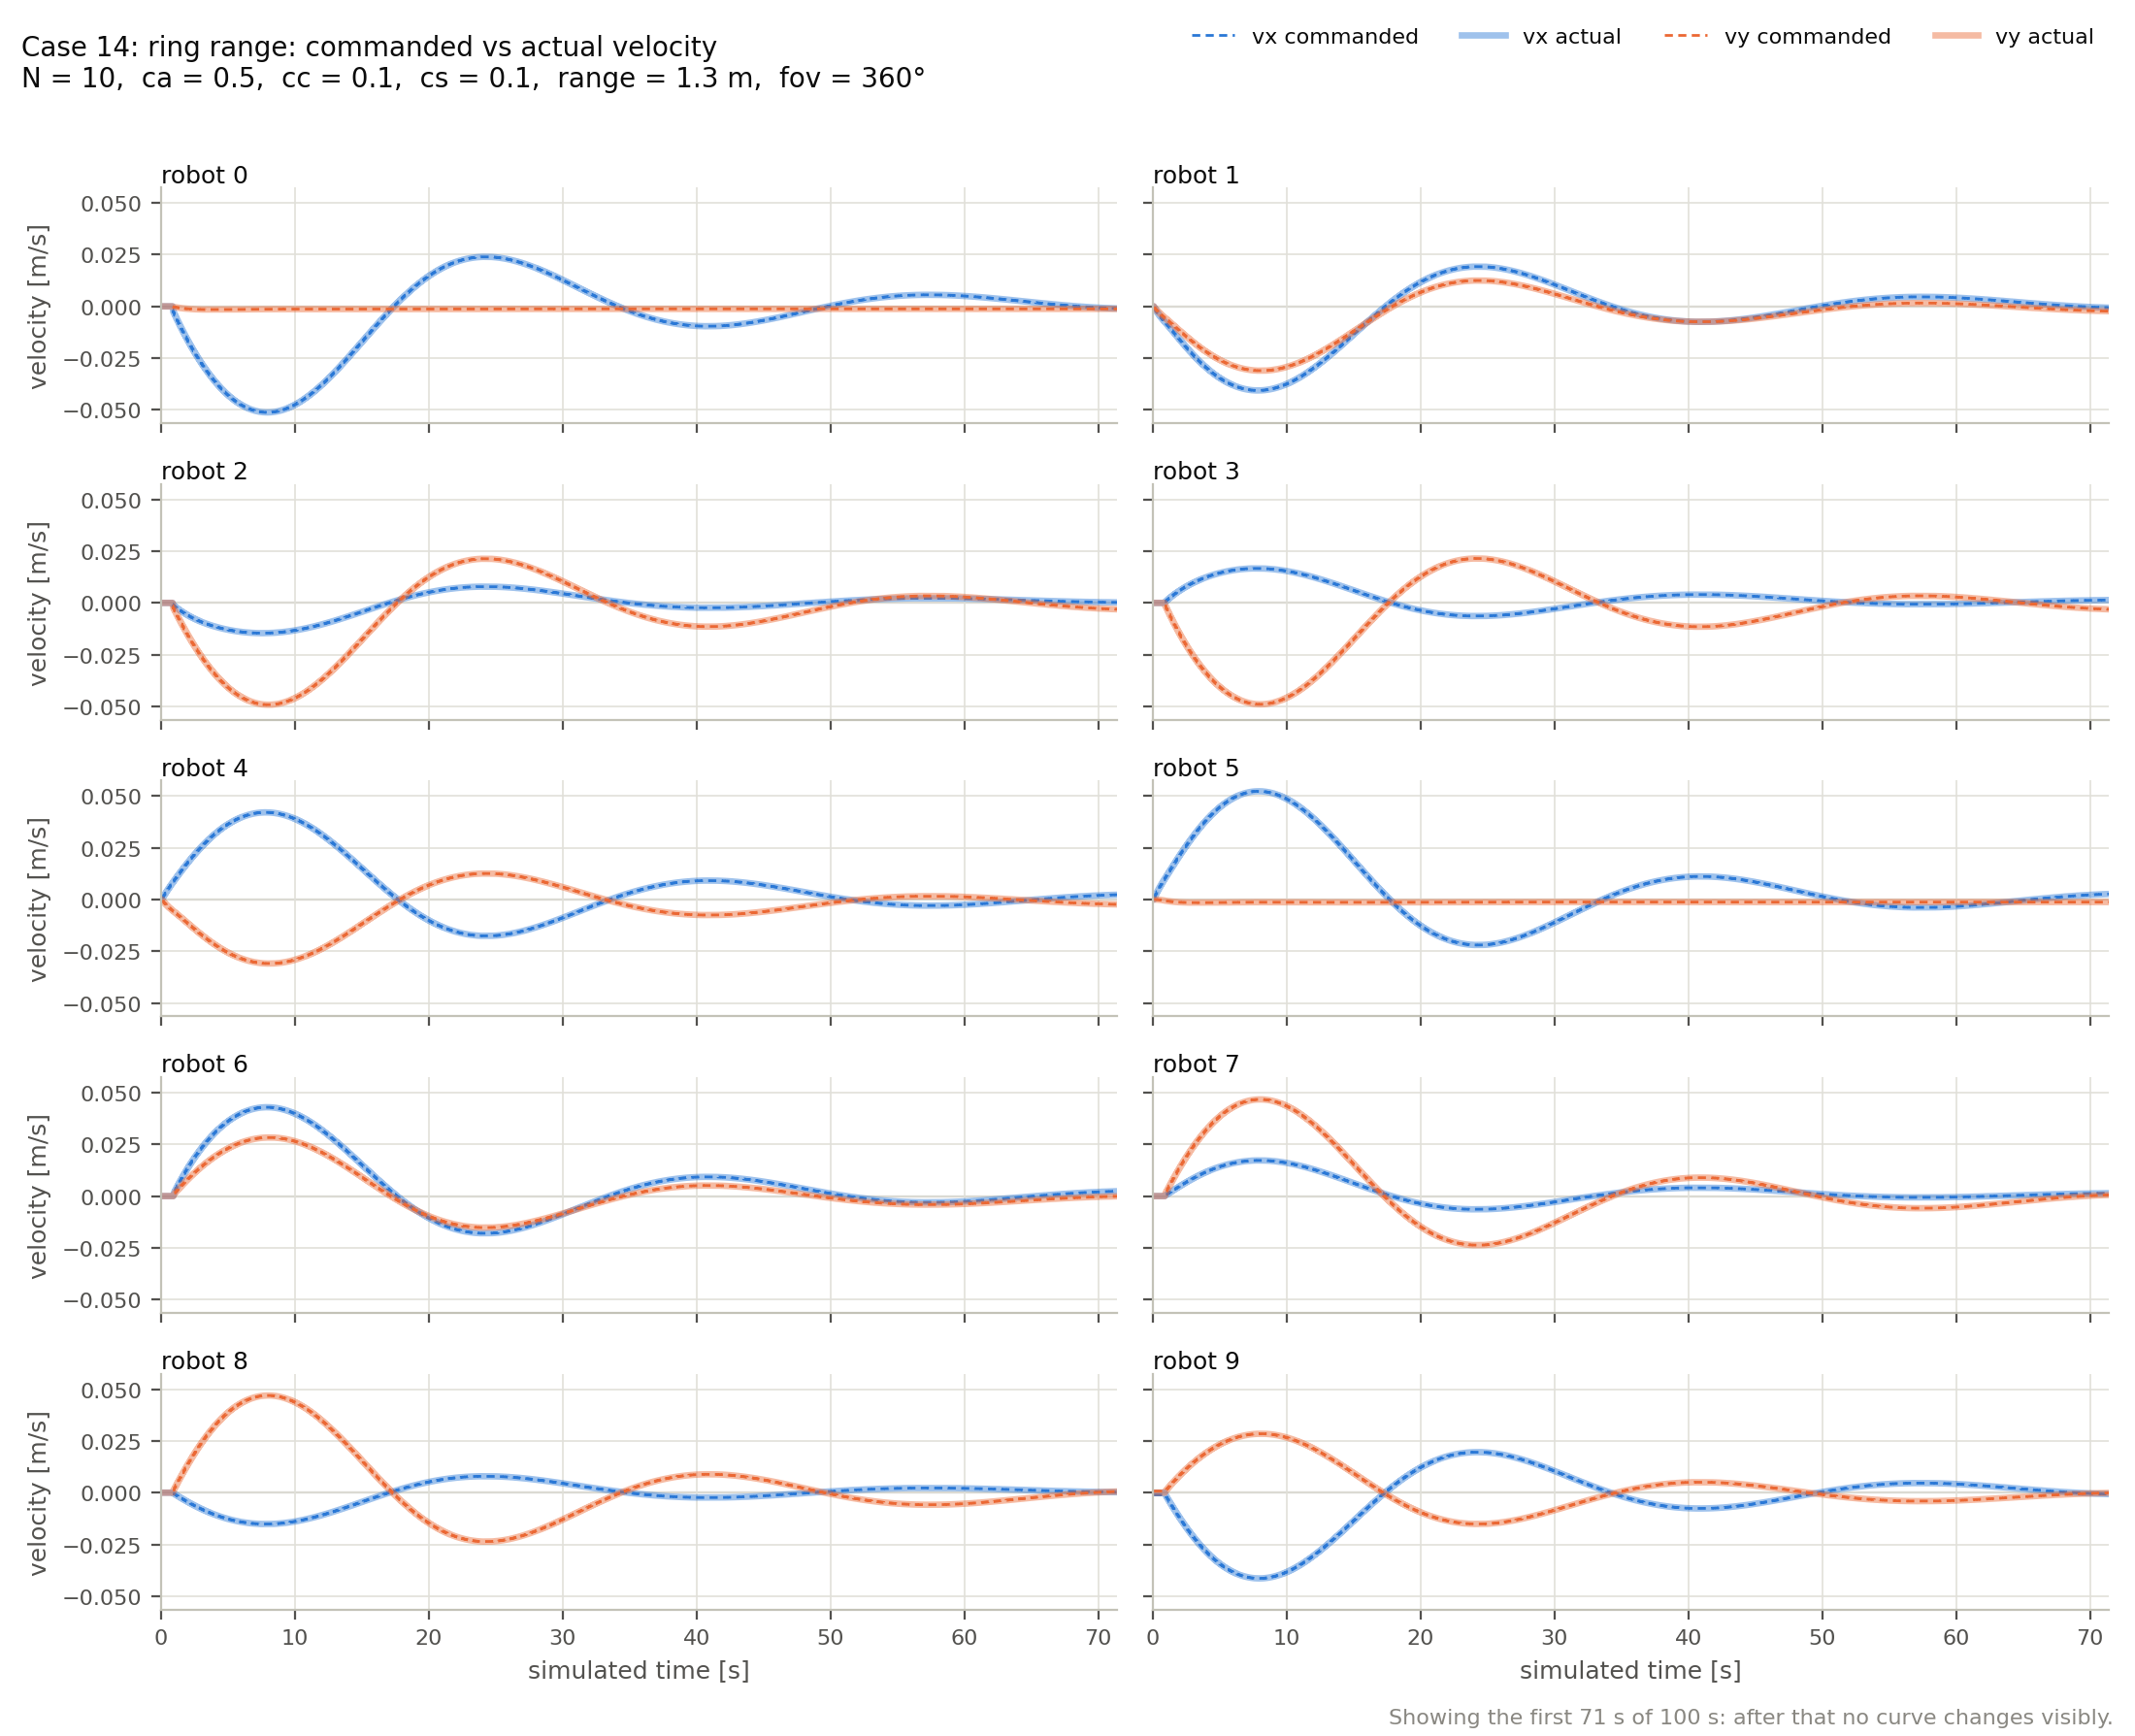 Case 14: ring range: commanded vs actual velocity
N = 10,  ca = 0.5,  cc = 0.1,  cs = 0.1,  range = 1.3 m,  fov = 360°
vx commanded
vx actual
vy commanded
vy actual
robot 0
velocity [m/s]
0.050
0.025
0.000
−0.025
−0.050
robot 1
robot 2
velocity [m/s]
0.050
0.025
0.000
−0.025
−0.050
robot 3
robot 4
velocity [m/s]
0.050
0.025
0.000
−0.025
−0.050
robot 5
robot 6
velocity [m/s]
0.050
0.025
0.000
−0.025
−0.050
robot 7
robot 8
velocity [m/s]
0.050
0.025
0.000
−0.025
−0.050
0 10 20 30 40 50 60 70
simulated time [s]
robot 9
0 10 20 30 40 50 60 70
simulated time [s]
Showing the first 71 s of 100 s: after that no curve changes visibly.